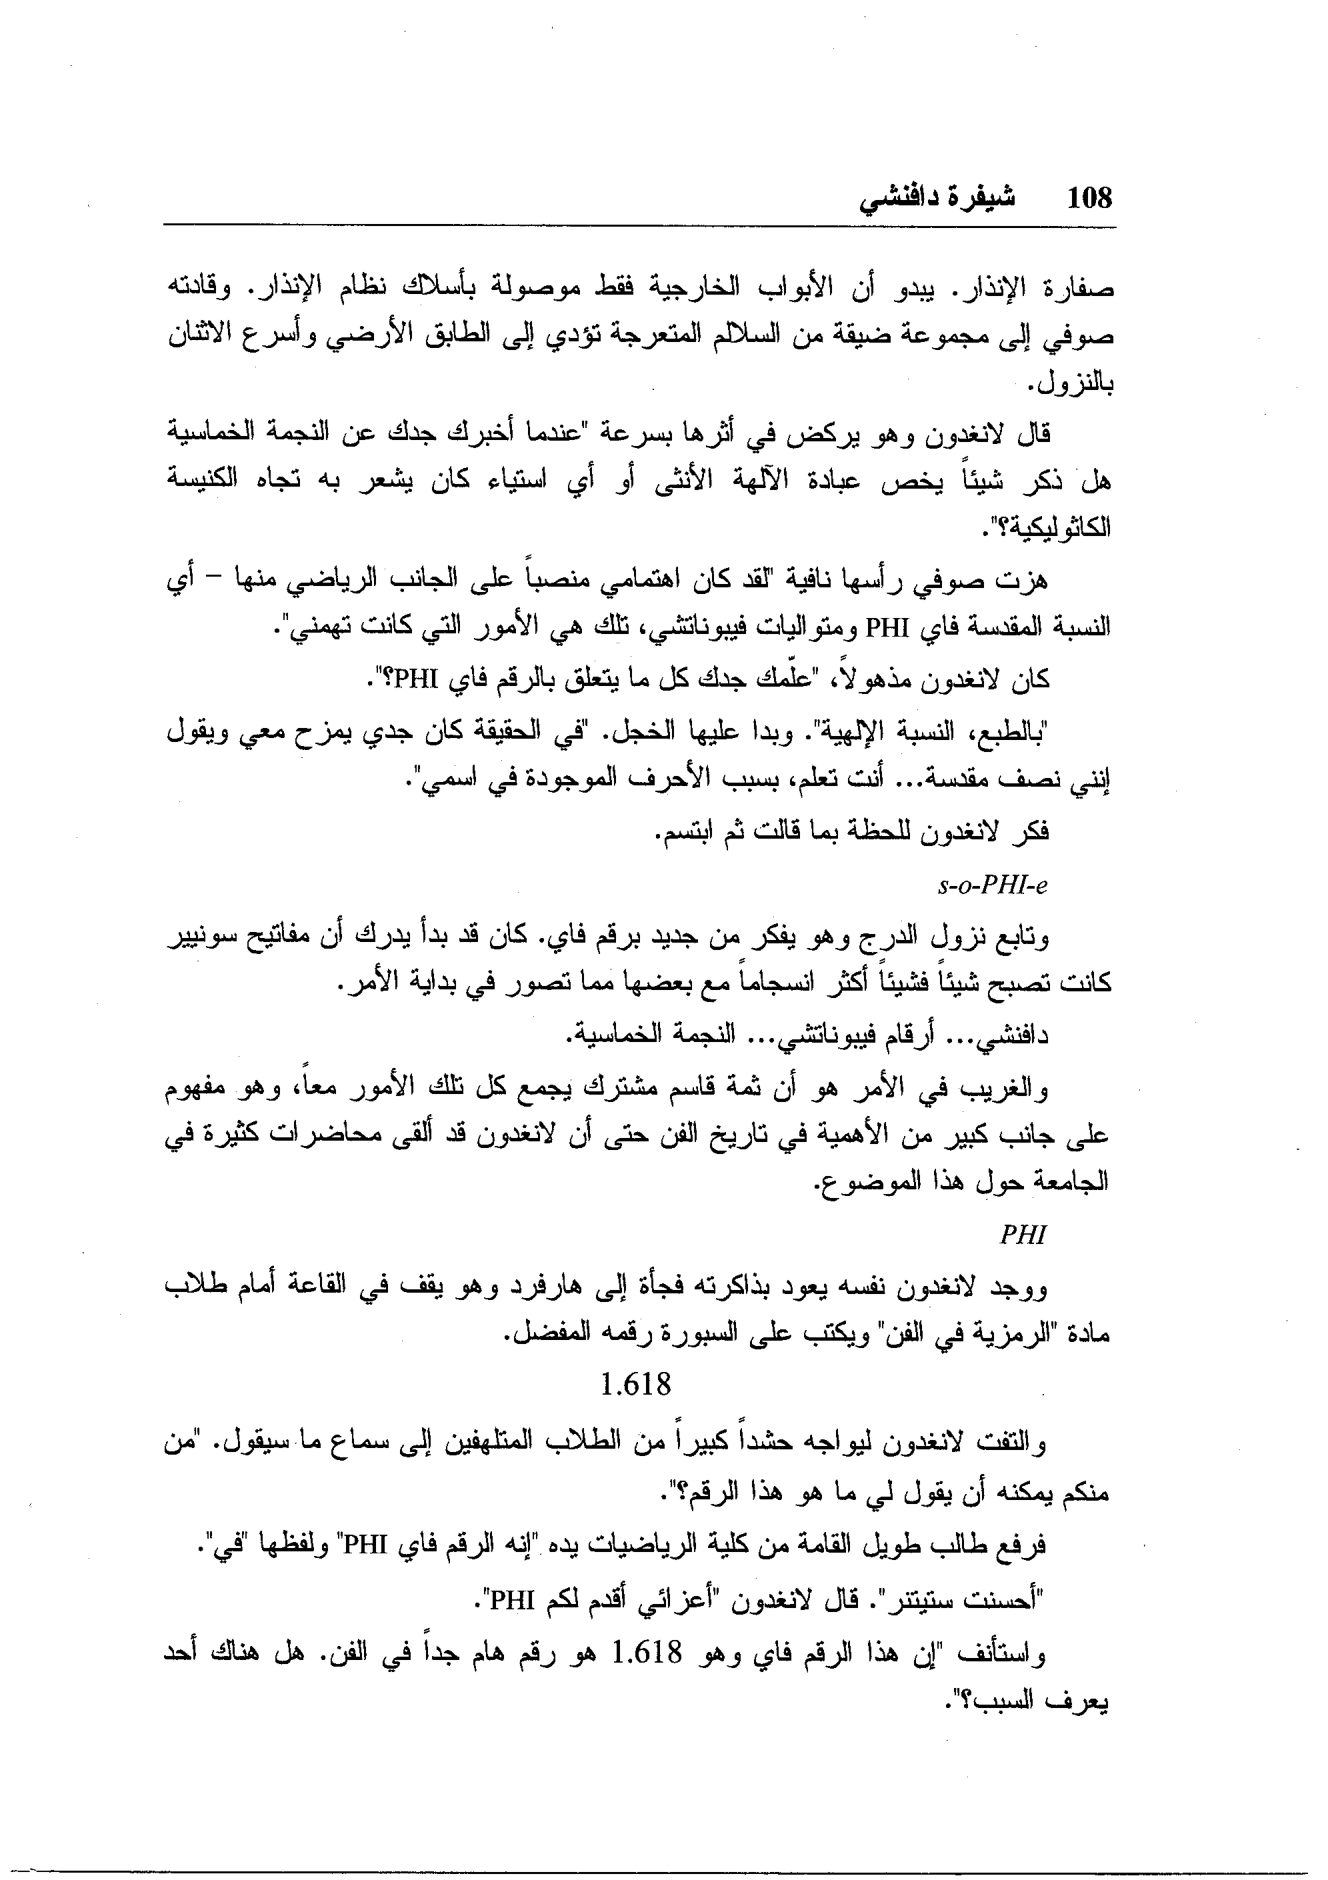 108 شيفرة دافنشي
صفارة الإنذار. يبدو أن الأبواب الخارجية فقط موصولة بأسلاك نظام الإنذار. وقادته
صوفي إلى مجموعة ضيقة من السلالم المتعرجة تؤدي إلى الطابق الأرضي وأسرع الاثنان
بالنزول.
قال لانغدون وهو يركض في أثرها بسرعة "عندما أخبرك جدك عن النجمة الخماسية
هل ذكر شيئاً يخص عبادة الآلهة الأنثى أو أي استياء كان يشعر به تجاه الكنيسة
الكاثوليكية؟".
هزت صوفي رأسها نافية "لقد كان اهتمامي منصباً على الجانب الرياضي منها – أي
النسبة المقدسة فاي PHI ومتواليات فيبوناتشي، تلك هي الأمور التي كانت تهمني".
كان لانغدون مذهولاً، "علّمك جدك كل ما يتعلق بالرقم فاي PHI؟".
"بالطبع، النسبة الإلهية". وبدا عليها الخجل. "في الحقيقة كان جدي يمزح معي ويقول
إنني نصف مقدسة... أنت تعلم، بسبب الأحرف الموجودة في اسمي".
فكر لانغدون للحظة بما قالت ثم ابتسم.
s-o-PHI-e
وتابع نزول الدرج وهو يفكر من جديد برقم فاي. كان قد بدأ يدرك أن مفاتيح سونيير
كانت تصبح شيئاً فشيئاً أكثر انسجاماً مع بعضها مما تصور في بداية الأمر.
دافنشي... أرقام فيبوناتشي... النجمة الخماسية.
والغريب في الأمر هو أن ثمة قاسم مشترك يجمع كل تلك الأمور معاً، وهو مفهوم
على جانب كبير من الأهمية في تاريخ الفن حتى أن لانغدون قد ألقى محاضرات كثيرة في
الجامعة حول هذا الموضوع.
PHI
ووجد لانغدون نفسه يعود بذاكرته فجأة إلى هارفرد وهو يقف في القاعة أمام طلاب
مادة "الرمزية في الفن" ويكتب على السبورة رقمه المفضل.
1.618
والتفت لانغدون ليواجه حشداً كبيراً من الطلاب المتلهفين إلى سماع ما سيقول. "من
منكم يمكنه أن يقول لي ما هو هذا الرقم؟".
فرفع طالب طويل القامة من كلية الرياضيات يده "إنه الرقم فاي PHI" ولفظها "في".
"أحسنت ستيتنر". قال لانغدون "أعزائي أقدم لكم PHI".
واستأنف "إن هذا الرقم فاي وهو 1.618 هو رقم هام جداً في الفن. هل هناك أحد
يعرف السبب؟".